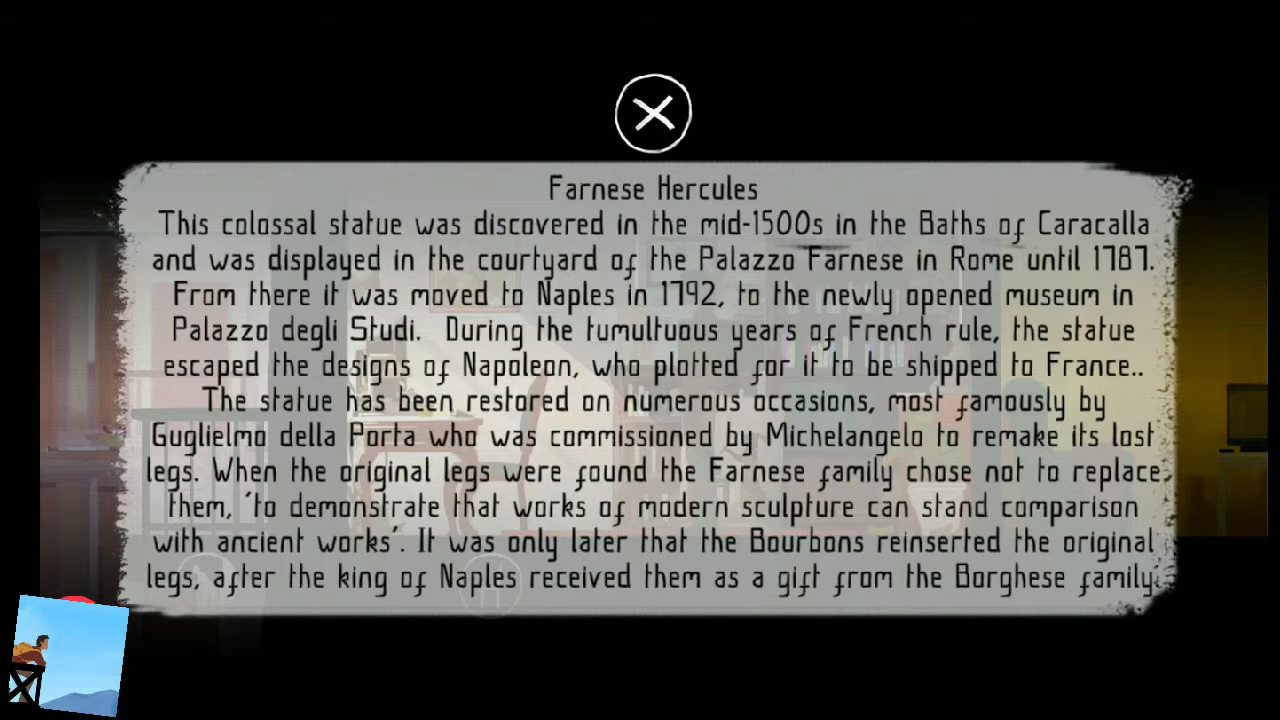 Farnese Hercules
This colossal statue was discovered in the mid-1500s in the Baths of Caracalla
and was displayed in the courtyard of the Palazzo Farnese in Rome until 1787.
From there it was moved to Naples in 1792, to the newly opened museum in
Palazzo degli Studi. During the tumultuous years of French rule, the statue
escaped the designs of Napoleon, who plotted for it to be shipped to France..
The statue has been restored on numerous occasions, most famously by
Guglielmo della Porta who was commissioned by Michelangelo to remake its lost
legs. When the original legs were found the Farnese family chose not to replace
them, 'to demonstrate that works of modern sculpture can stand comparison
with ancient works'. It was only later that the Bourbons reinserted the original
legs, after the king of Naples received them as a gift from the Borghese family.